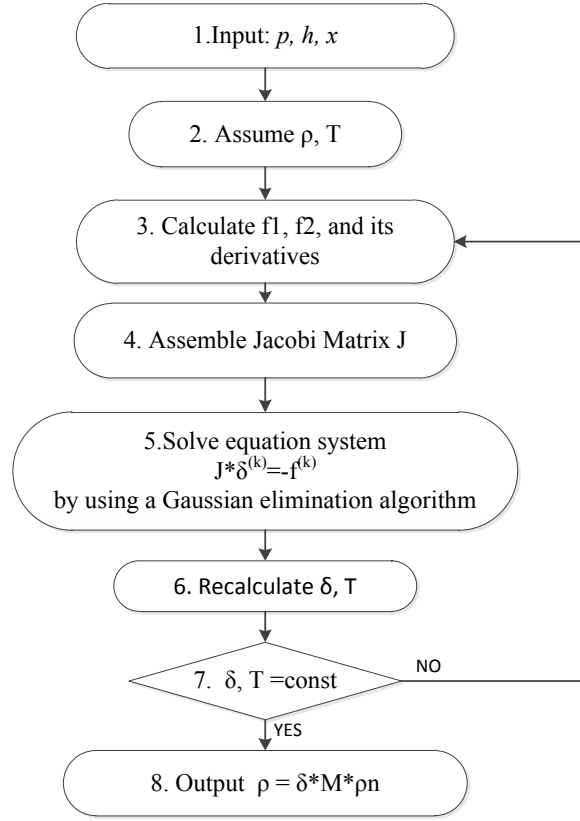 1.Input: p, h, x
2. Assume ρ, T
3. Calculate f1, f2, and its
derivatives
4. Assemble Jacobi Matrix J
5.Solve equation system
J*δ^(k)=-f^(k)
by using a Gaussian elimination algorithm
6. Recalculate δ, T
7. δ, T =const
NO
YES
8. Output ρ = δ*M*ρn